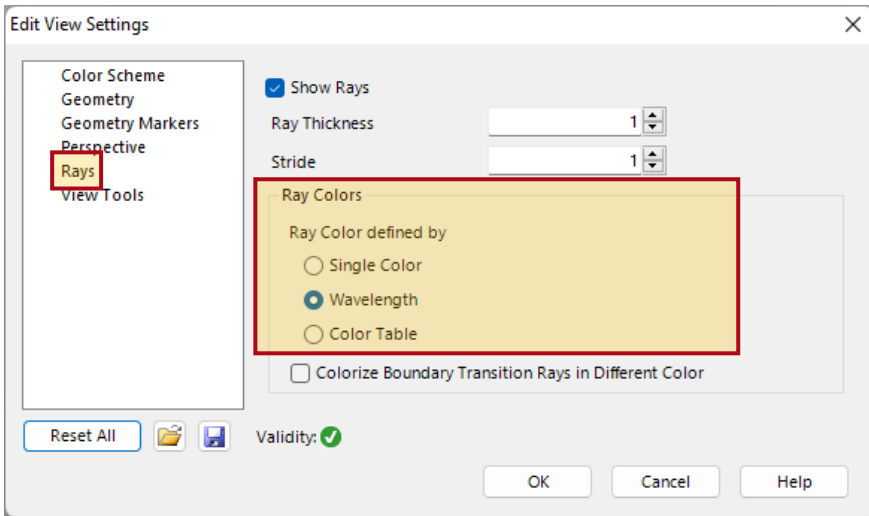 Edit View Settings
Color Scheme
Geometry
Geometry Markers
Perspective
Rays
View Tools
Show Rays
Ray Thickness 1
Stride 1
Ray Colors
Ray Color defined by
Single Color
Wavelength
Color Table
Colorize Boundary Transition Rays in Different Color
Reset All
Validity:
OK Cancel Help